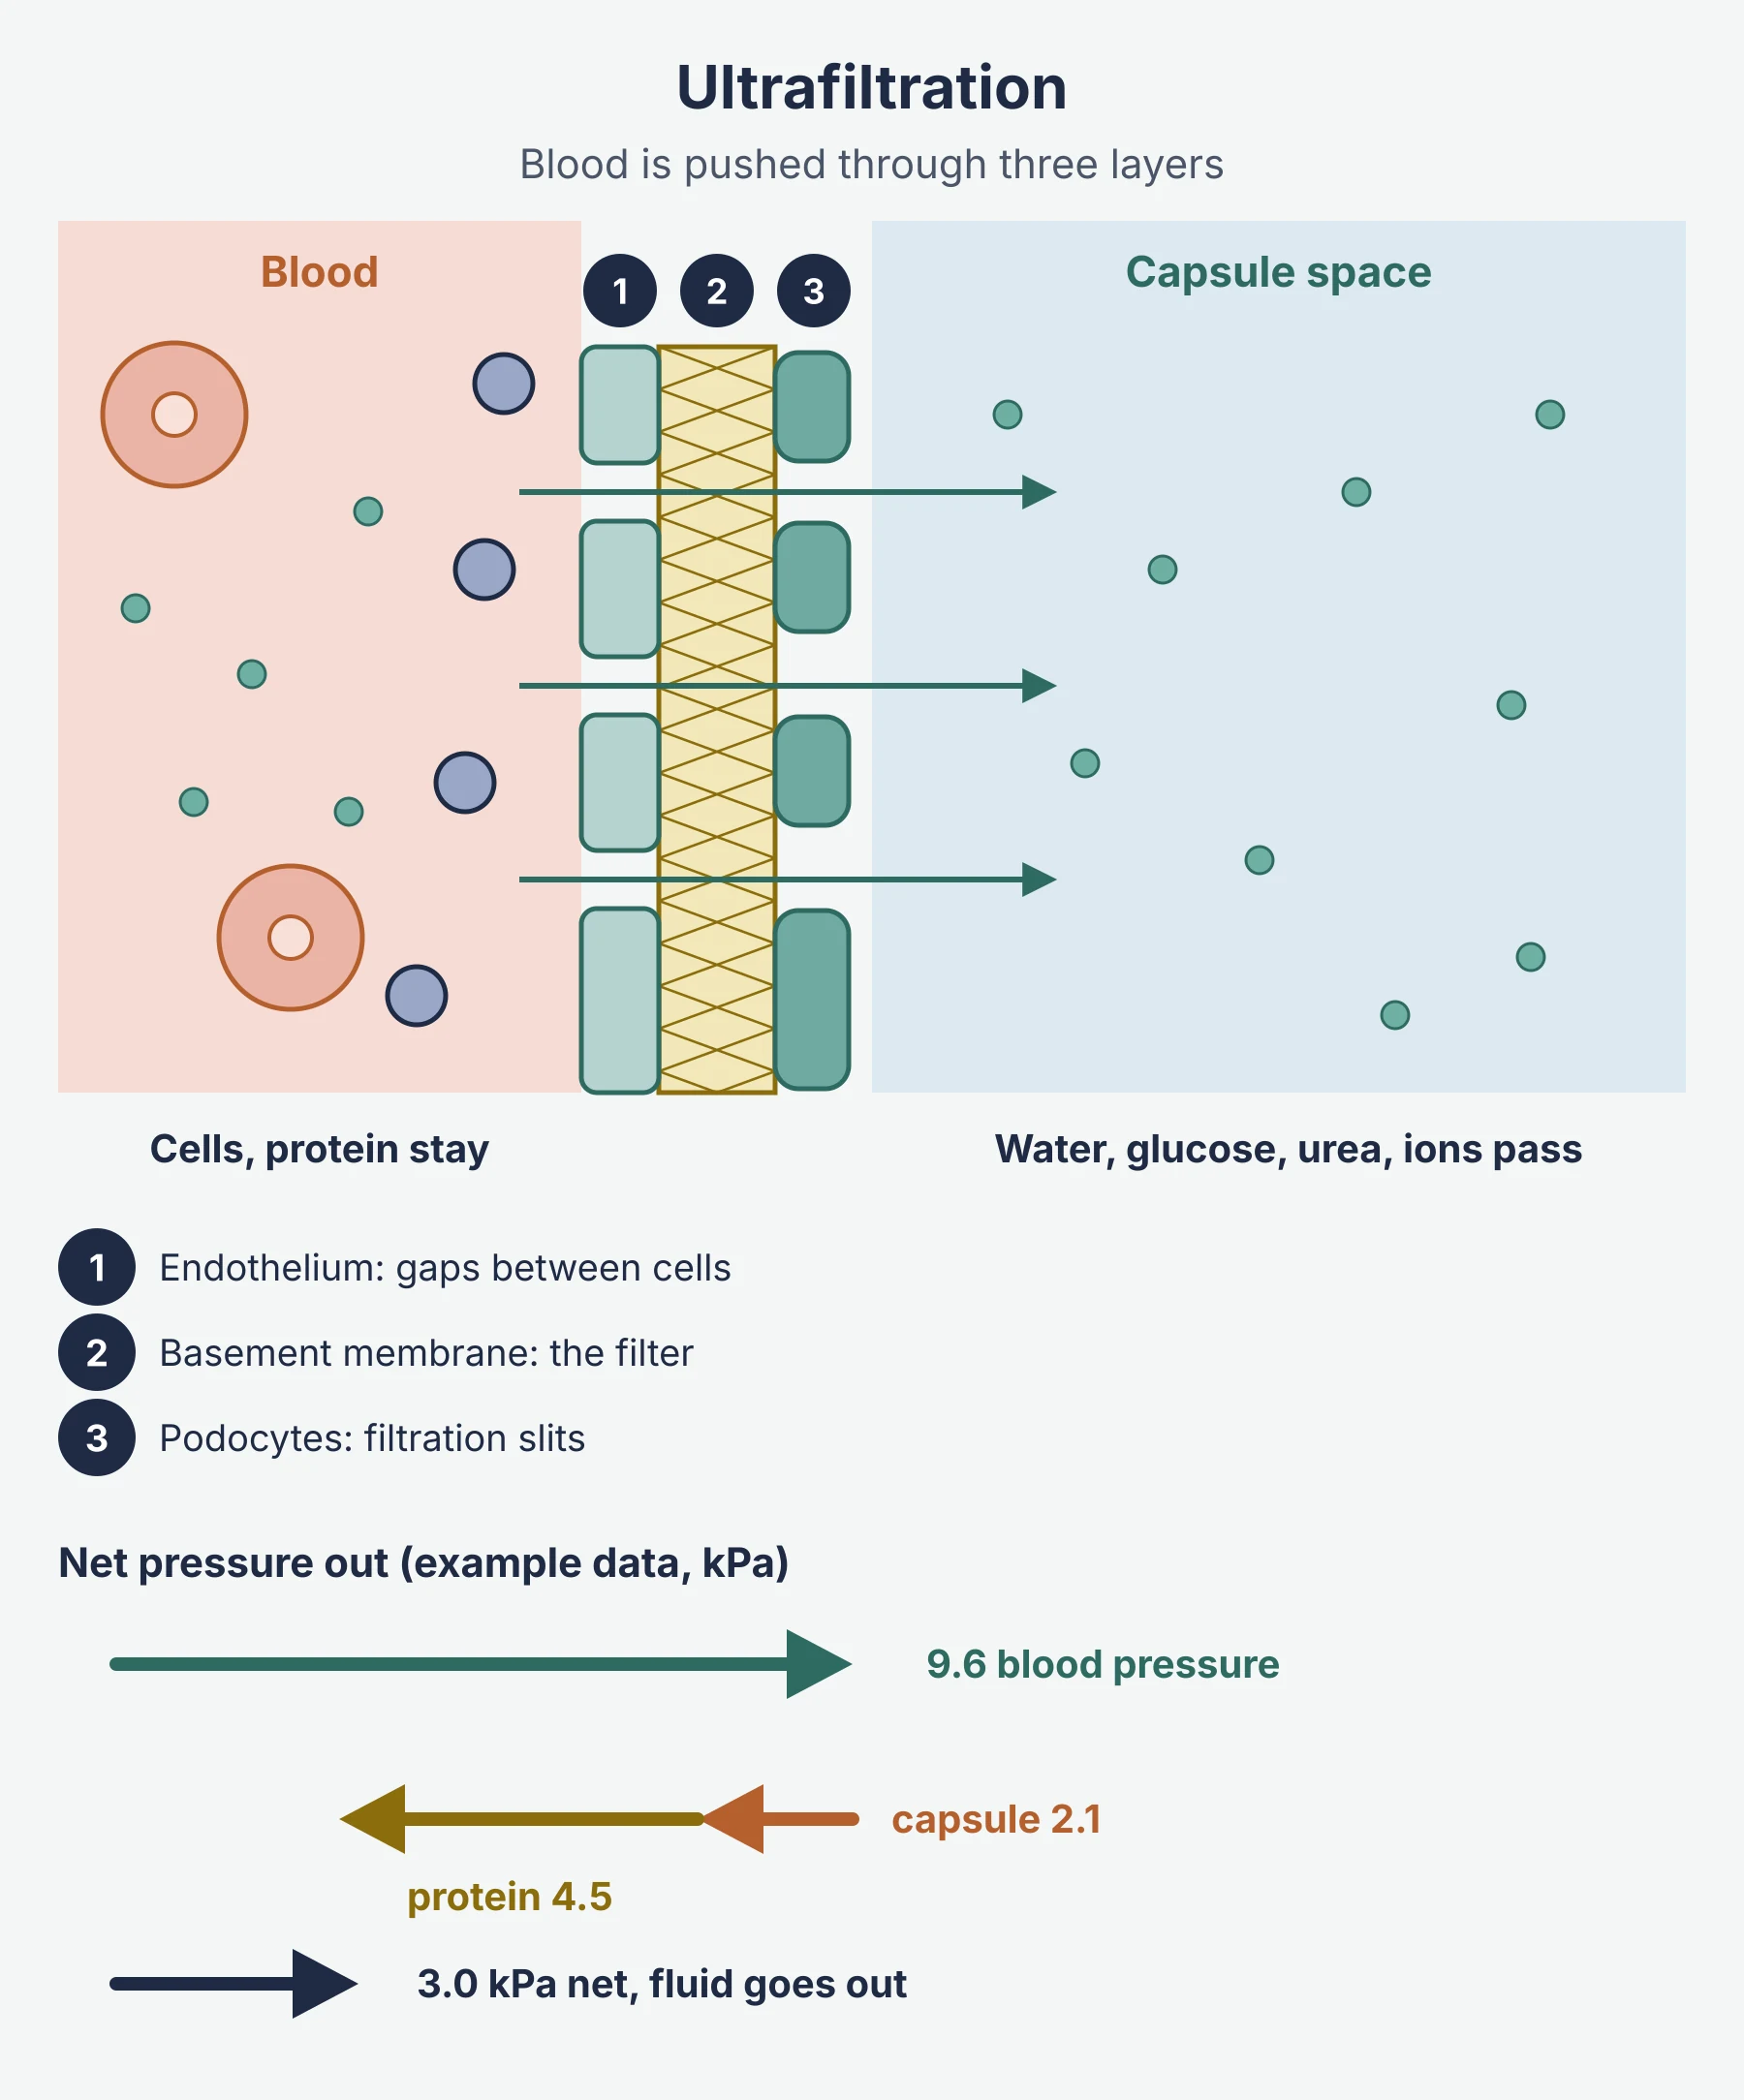 Ultrafiltration
Blood is pushed through three layers
Blood
1 2 3
Capsule space
Cells, protein stay
Water, glucose, urea, ions pass
1 Endothelium: gaps between cells
2 Basement membrane: the filter
3 Podocytes: filtration slits
Net pressure out (example data, kPa)
9.6 blood pressure
capsule 2.1
protein 4.5
3.0 kPa net, fluid goes out